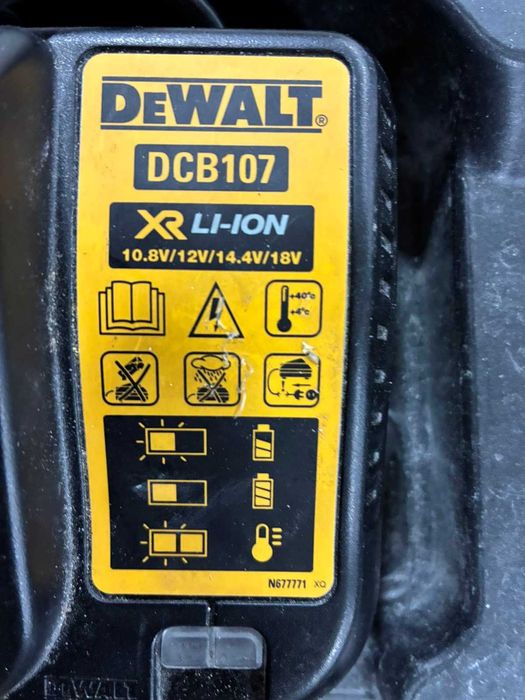 DEWALT®
DCB107
XR LI-ION
10.8V/12V/14.4V/18V
+40°c
+4°c
N677771 XQ
DEWALT